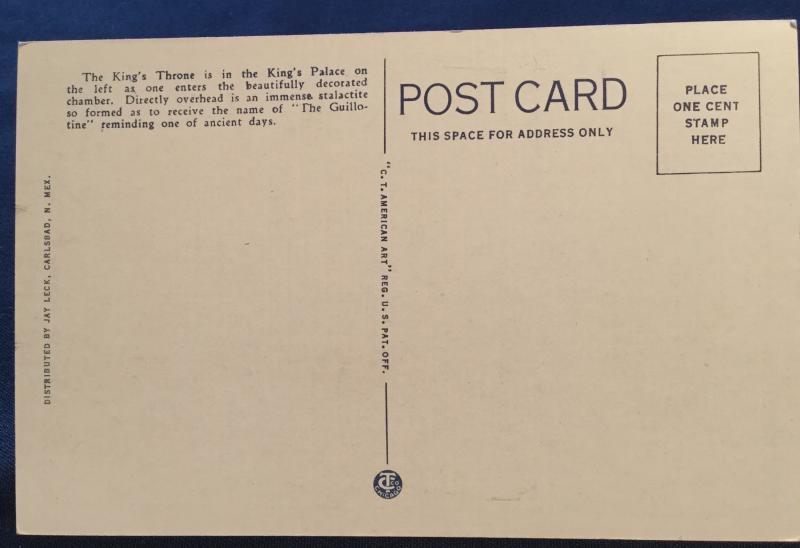 The King's Throne is in the King's Palace on
the left as one enters the beautifully decorated
chamber. Directly overhead is an immense stalactite
so formed as to receive the name of "The Guillo-
tine" reminding one of ancient days.
DISTRIBUTED BY JAY LECK, CARLSBAD, N. MEX.
"C. T. AMERICAN ART" REG. U. S. PAT. OFF.
CT CO
CHICAGO
POST CARD
THIS SPACE FOR ADDRESS ONLY
PLACE
ONE CENT
STAMP
HERE